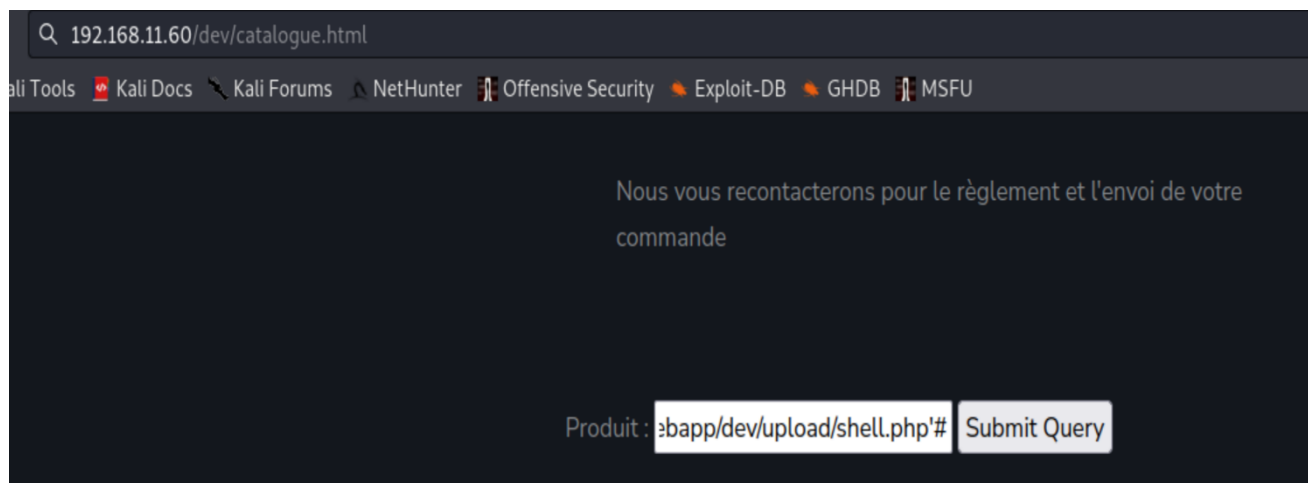 192.168.11.60/dev/catalogue.html
ali Tools Kali Docs Kali Forums NetHunter Offensive Security Exploit-DB GHDB MSFU
Nous vous recontacterons pour le règlement et l'envoi de votre
commande
Produit : ebapp/dev/upload/shell.php'# Submit Query